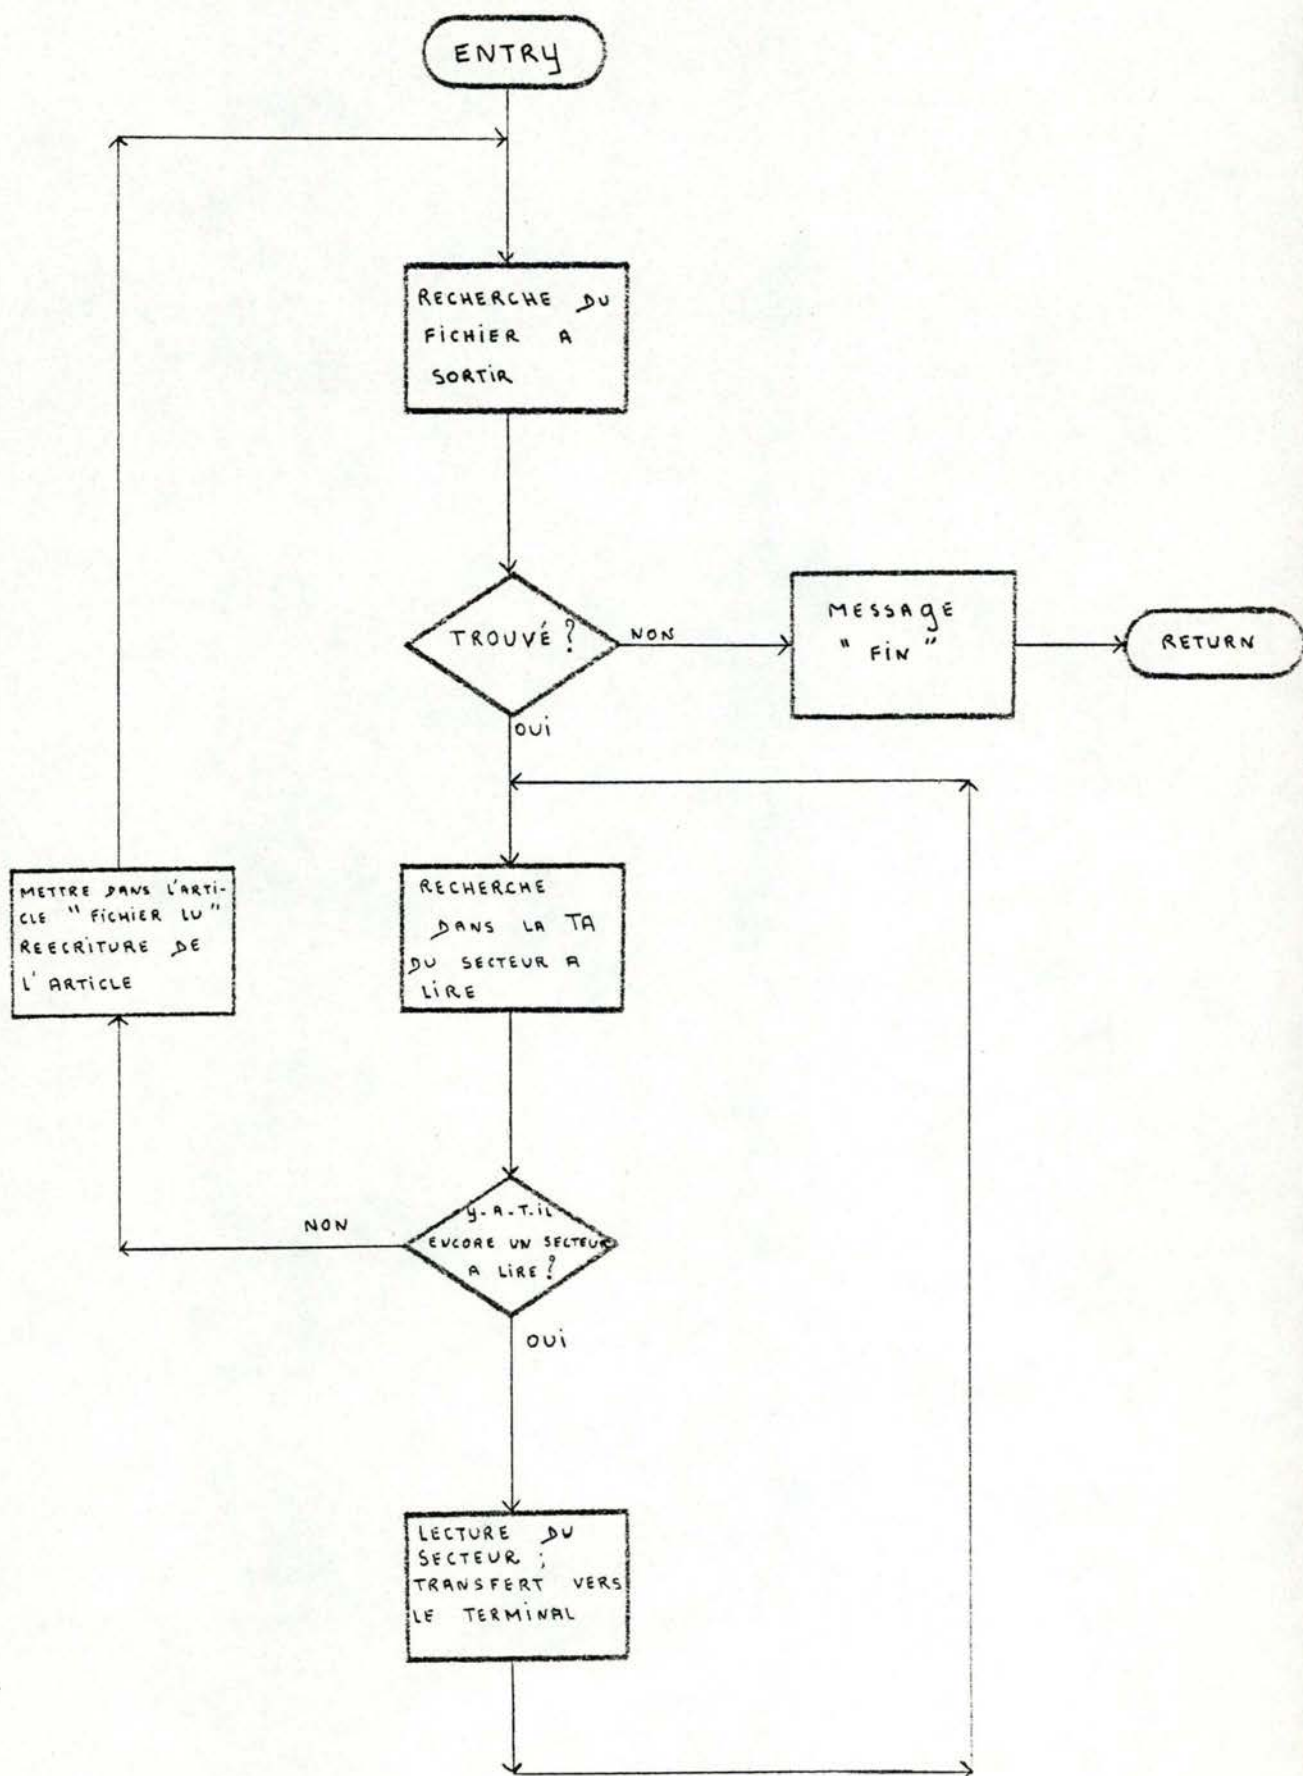 ENTRY
RECHERCHE DU
FICHIER A
SORTIR
TROUVÉ ?
NON
MESSAGE
" FIN "
RETURN
OUI
METTRE DANS L'ARTI-
CLE " FICHIER LU "
REECRITURE DE
L' ARTICLE
RECHERCHE
DANS LA TA
DU SECTEUR A
LIRE
NON
Y-A-T-IL
ENCORE UN SECTEUR
A LIRE ?
OUI
LECTURE DU
SECTEUR ;
TRANSFERT VERS
LE TERMINAL